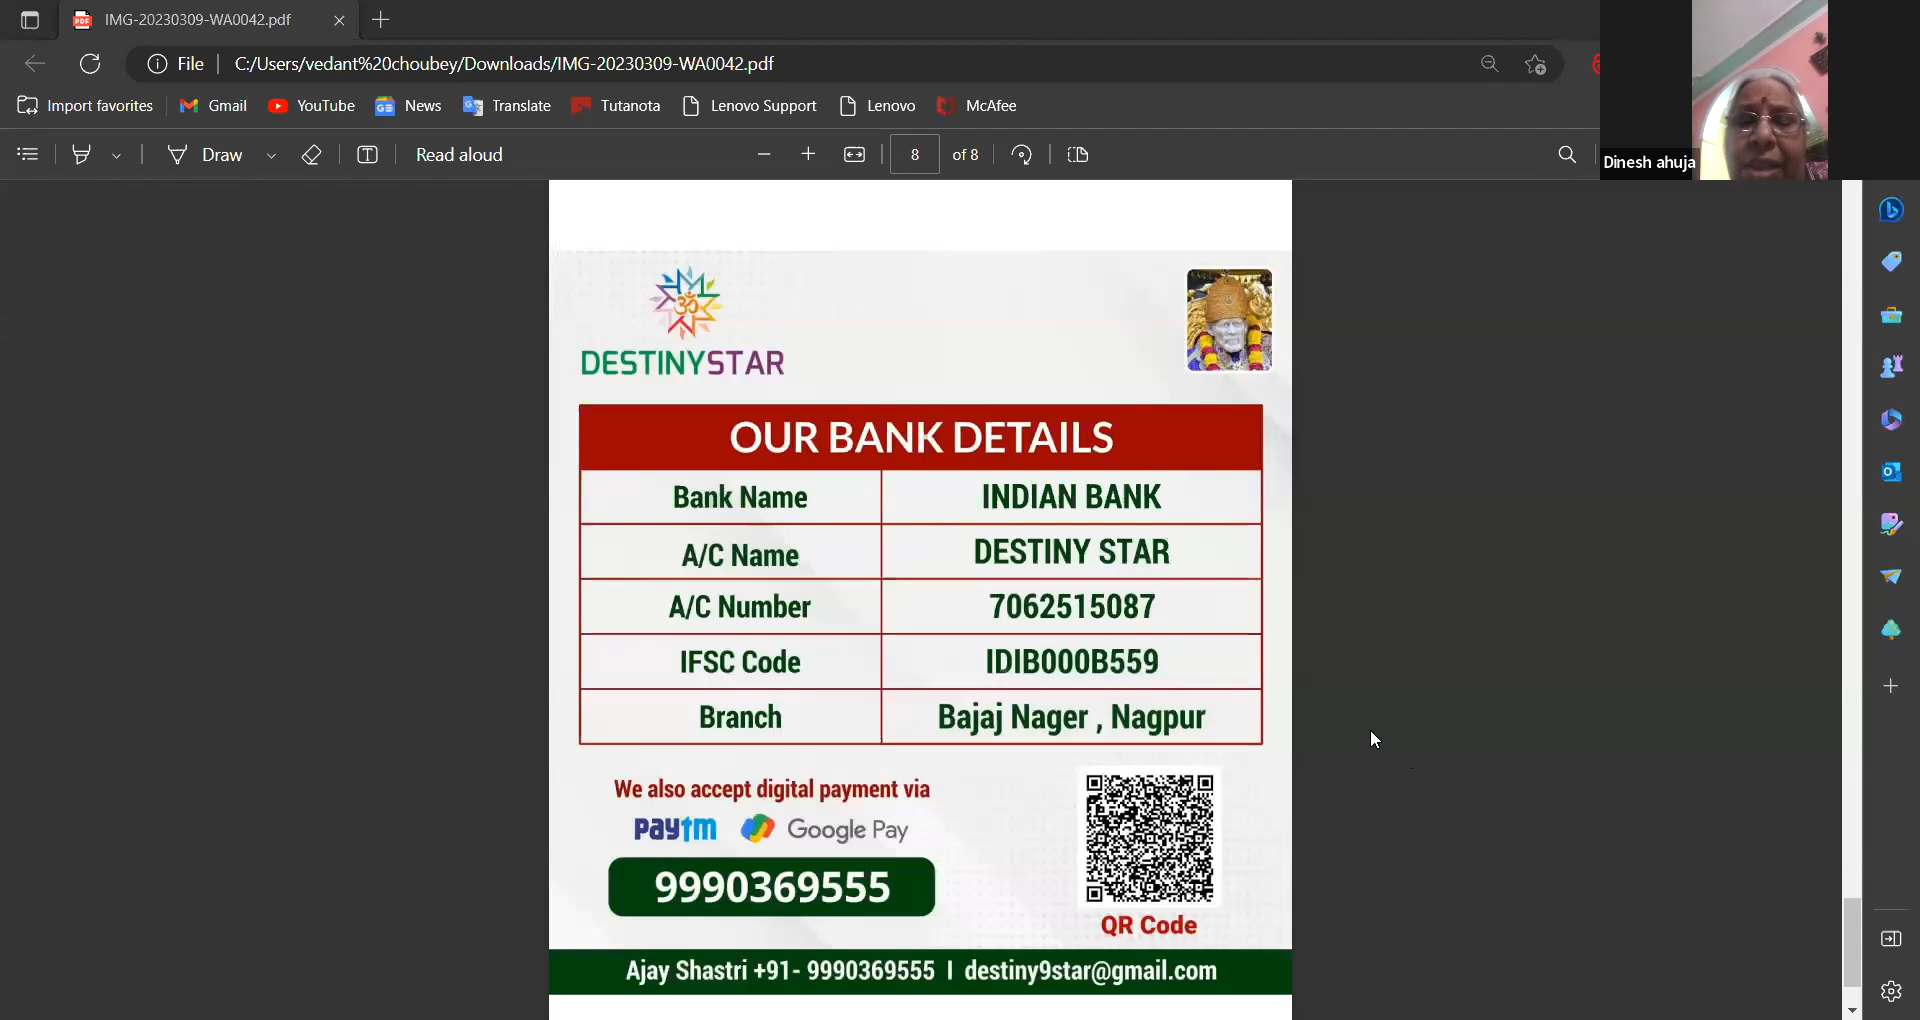 IMG-20230309-WA0042.pdf
File
C:/Users/vedant%20choubey/Downloads/IMG-20230309-WA0042.pdf
Import favorites
Gmail
YouTube
News
Translate
Tutanota
Lenovo Support
Lenovo
McAfee
Draw
Read aloud
8
of 8
Dinesh ahuja
ॐ
DESTINYSTAR
OUR BANK DETAILS
Bank Name INDIAN BANK
A/C Name DESTINY STAR
A/C Number 7062515087
IFSC Code IDIB000B559
Branch Bajaj Nager , Nagpur
We also accept digital payment via
Paytm Google Pay
9990369555
QR Code
Ajay Shastri +91- 9990369555 I destiny9star@gmail.com